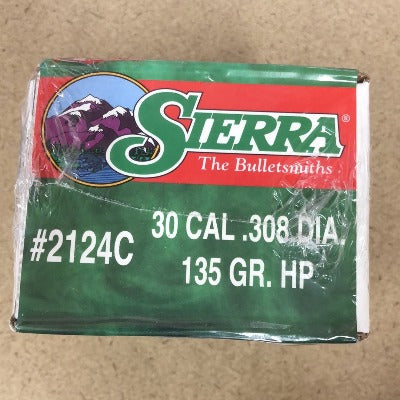 SIERRA®
The Bulletsmiths
#2124C
30 CAL .308 DIA.
135 GR. HP